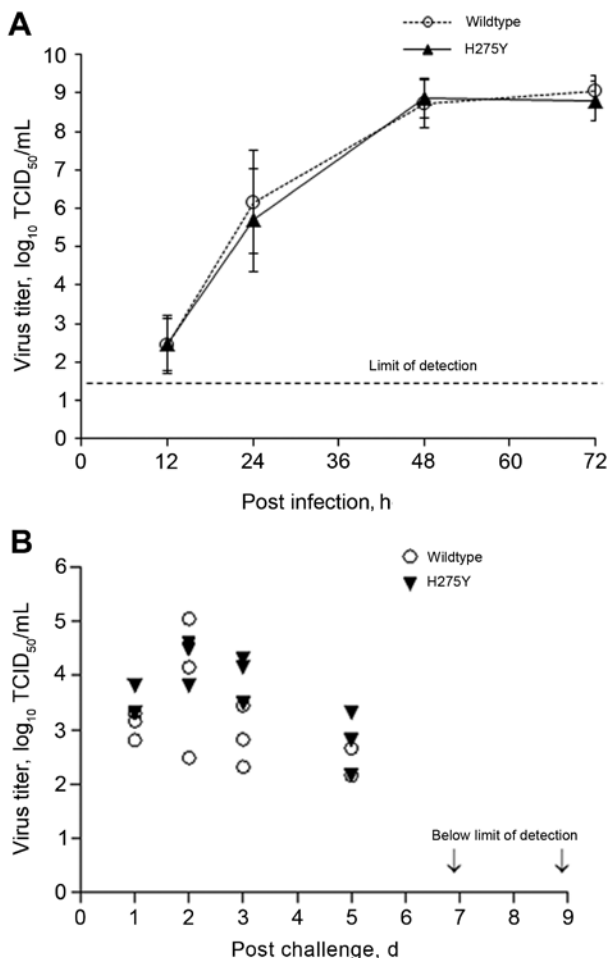 A
Wildtype
H275Y
10
9
8
7
6
5
4
3
2
1
0
Virus titer, log10 TCID50/mL
Limit of detection
0 12 24 36 48 60 72
Post infection, h
B
Wildtype
H275Y
6
5
4
3
2
1
0
Virus titer, log10 TCID50/mL
Below limit of detection
0 1 2 3 4 5 6 7 8 9
Post challenge, d